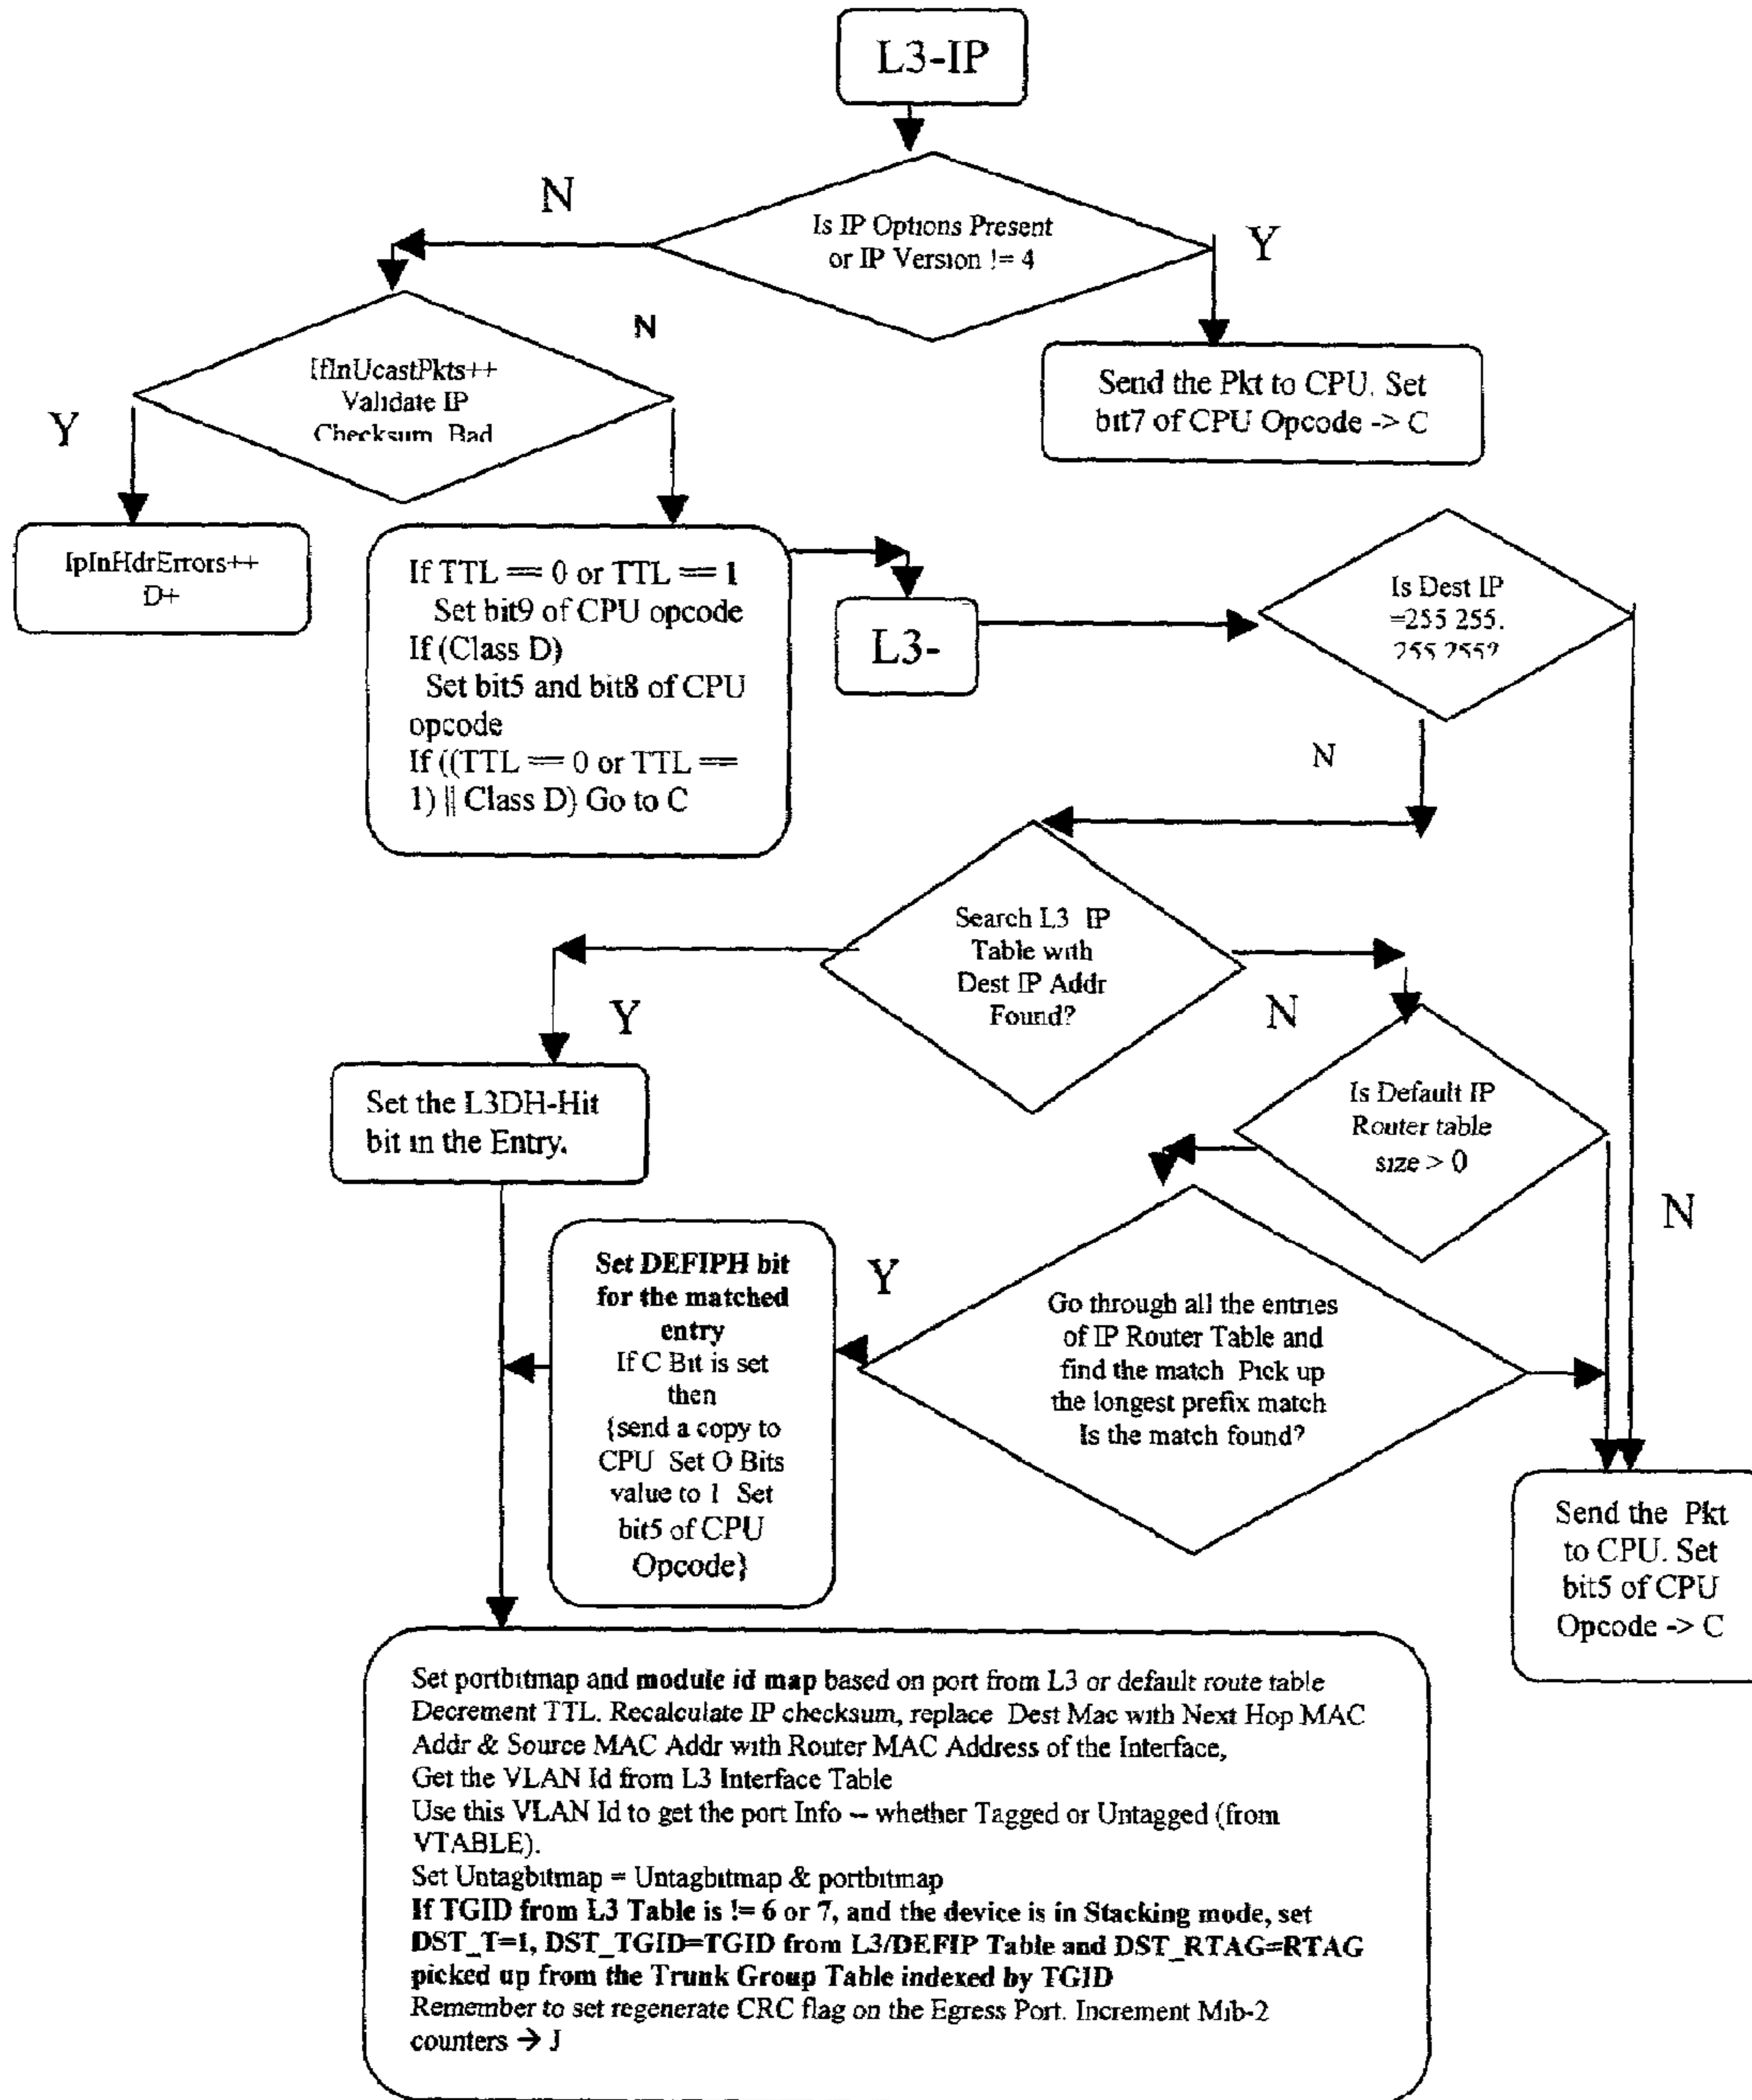 L3-IP
N
Is IP Options Present
or IP Version != 4
Y
N
IfInUcastPkts++
Validate IP
Checksum Bad
Y
Send the Pkt to CPU. Set
bit7 of CPU Opcode -> C
IpInHdrErrors++
D+
If TTL == 0 or TTL == 1
Set bit9 of CPU opcode
If (Class D)
Set bit5 and bit8 of CPU
opcode
If ((TTL == 0 or TTL ==
1) || Class D) Go to C
L3-
Is Dest IP
=255 255.
255 255?
N
Search L3 IP
Table with
Dest IP Addr
Found?
Y
N
Set the L3DH-Hit
bit in the Entry.
Is Default IP
Router table
size > 0
N
Set DEFIPH bit
for the matched
entry
If C Bit is set
then
{send a copy to
CPU Set O Bits
value to 1 Set
bit5 of CPU
Opcode}
Y
Go through all the entries
of IP Router Table and
find the match Pick up
the longest prefix match
Is the match found?
Send the Pkt
to CPU. Set
bit5 of CPU
Opcode -> C
Set portbitmap and module id map based on port from L3 or default route table
Decrement TTL. Recalculate IP checksum, replace Dest Mac with Next Hop MAC
Addr & Source MAC Addr with Router MAC Address of the Interface,
Get the VLAN Id from L3 Interface Table
Use this VLAN Id to get the port Info -- whether Tagged or Untagged (from
VTABLE).
Set Untagbitmap = Untagbitmap & portbitmap
If TGID from L3 Table is != 6 or 7, and the device is in Stacking mode, set
DST_T=1, DST_TGID=TGID from L3/DEFIP Table and DST_RTAG=RTAG
picked up from the Trunk Group Table indexed by TGID
Remember to set regenerate CRC flag on the Egress Port. Increment Mib-2
counters → J